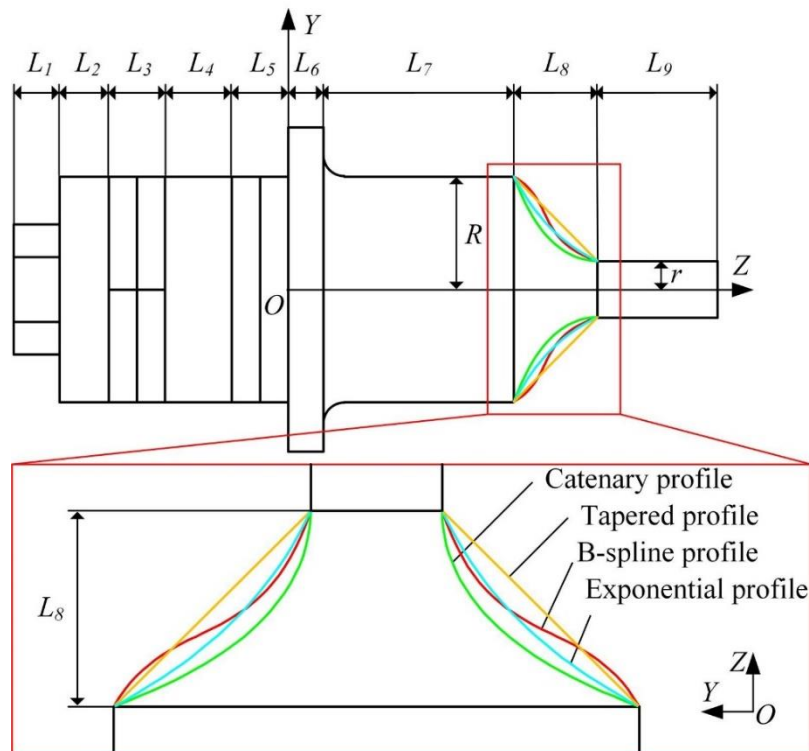 Y
L1 L2 L3 L4 L5 L6 L7 L8 L9
R
r
Z
O
Catenary profile
Tapered profile
B-spline profile
Exponential profile
L8
Z
Y
O